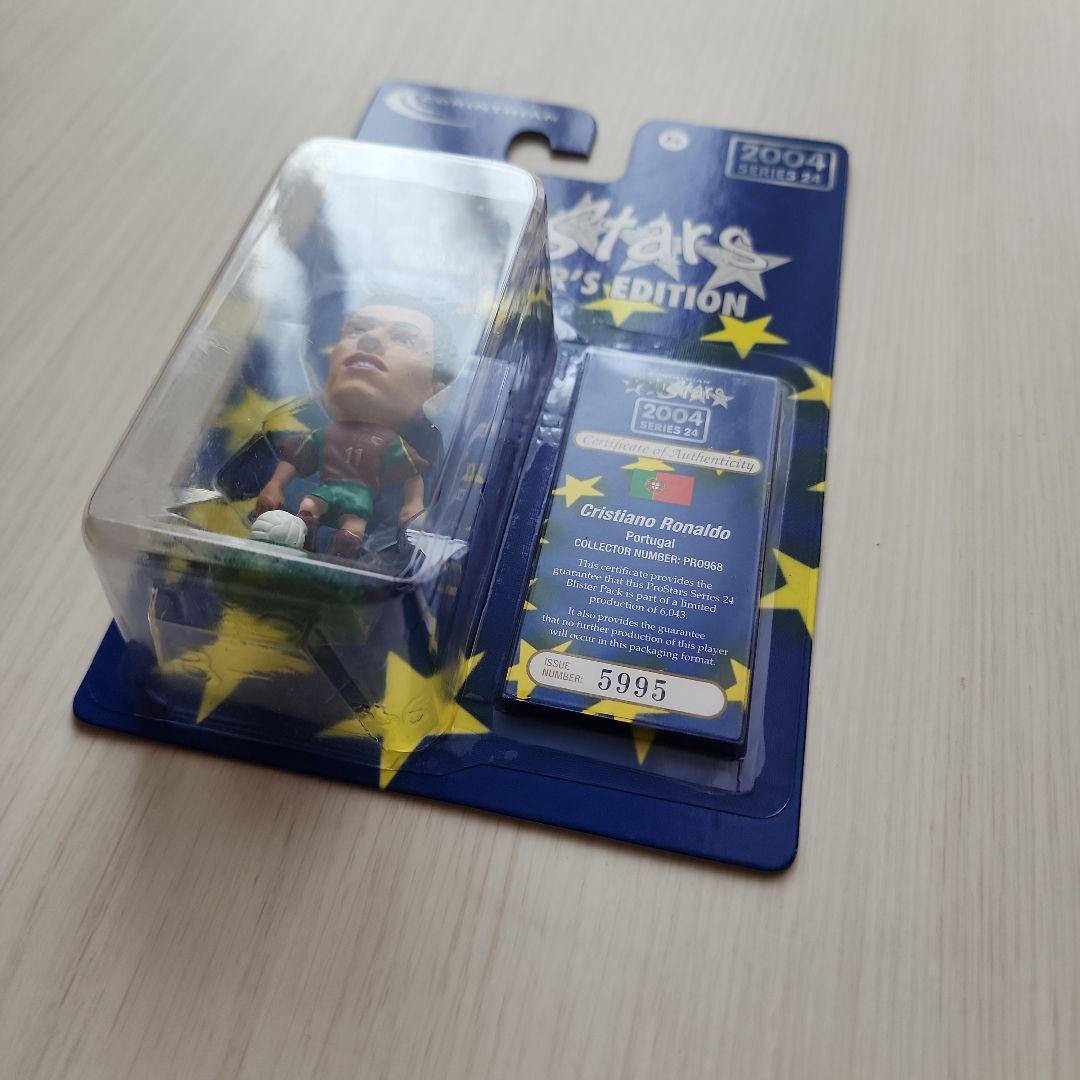 CORINTHIAN
2004
SERIES 24
Stars
R'S EDITION
11
Stars
2004
SERIES 24
Certificate of Authenticity
Cristiano Ronaldo
Portugal
COLLECTOR NUMBER: PRO968
This certificate provides the
guarantee that this ProStars Series 24
Blister Pack is part of a limited
production of 6,043.
It also provides the guarantee
that no further production of this player
will occur in this packaging format.
ISSUE
NUMBER: 5995